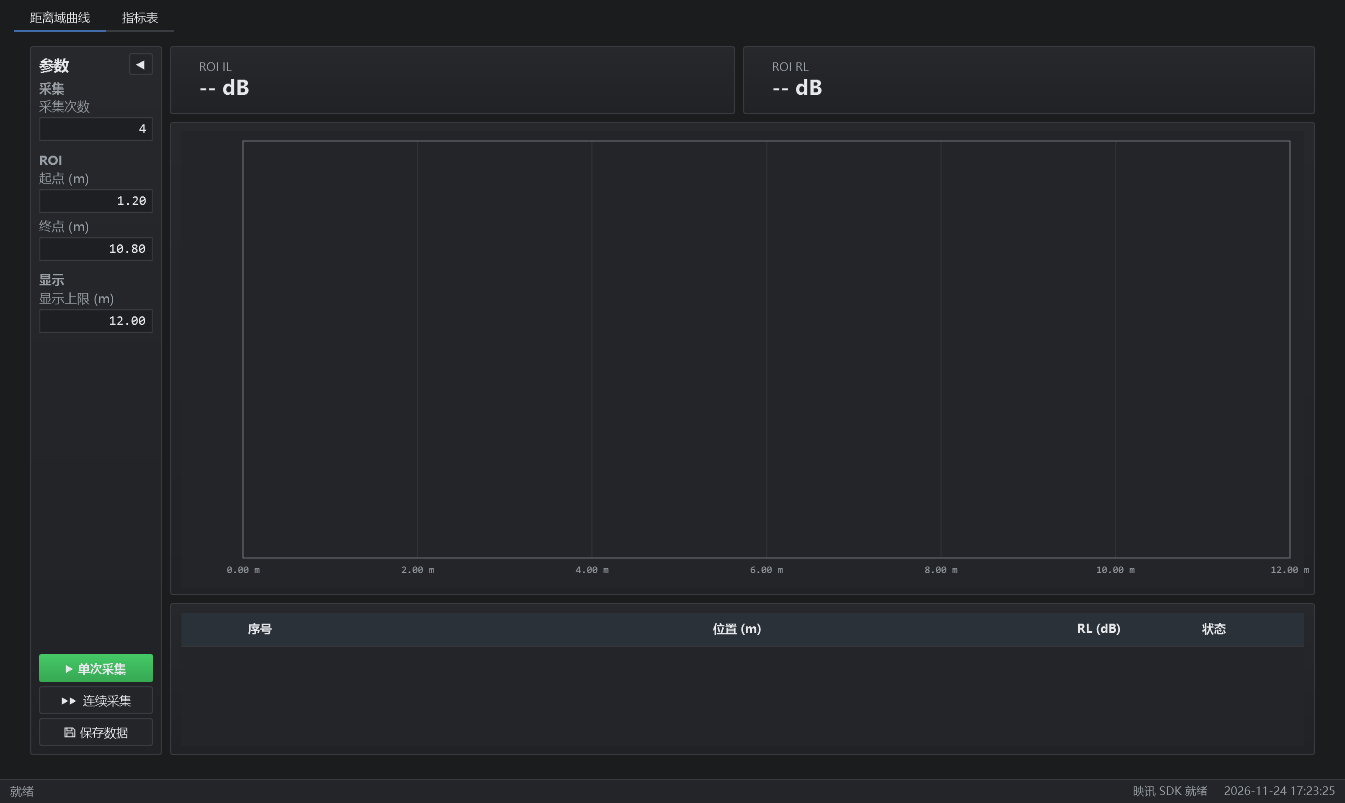 距离域曲线 指标表
参数 ◀
采集
采集次数
4
ROI
起点 (m)
1.20
终点 (m)
10.80
显示
显示上限 (m)
12.00
单次采集
连续采集
保存数据
ROI IL
-- dB
ROI RL
-- dB
0.00 m 2.00 m 4.00 m 6.00 m 8.00 m 10.00 m 12.00 m
序号 位置 (m) RL (dB) 状态
就绪 映讯 SDK 就绪 2026-11-24 17:23:25